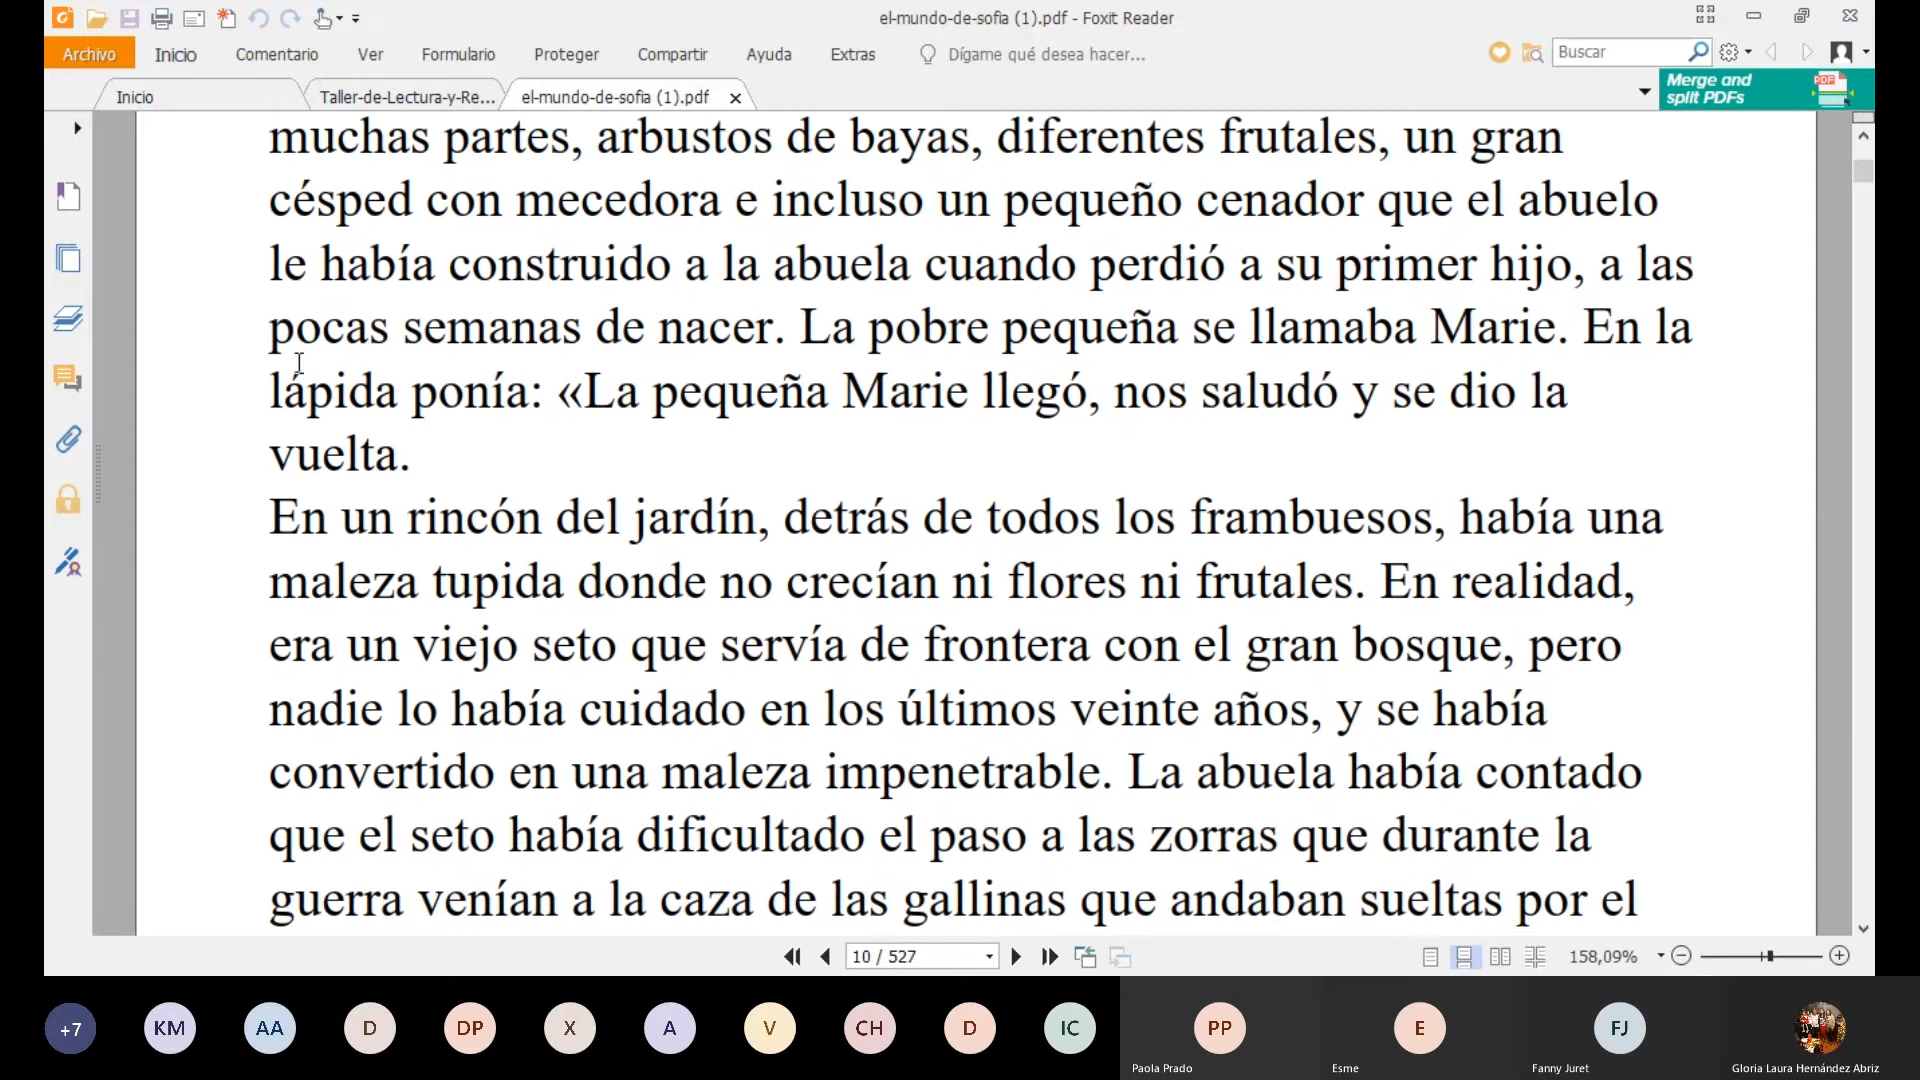 el-mundo-de-sofia (1).pdf - Foxit Reader
Archivo Inicio Comentario Ver Formulario Proteger Compartir Ayuda Extras Dígame qué desea hacer... Buscar
Inicio Taller-de-Lectura-y-Re... el-mundo-de-sofia (1).pdf
Merge and
split PDFs
PDF
muchas partes, arbustos de bayas, diferentes frutales, un gran
césped con mecedora e incluso un pequeño cenador que el abuelo
le había construido a la abuela cuando perdió a su primer hijo, a las
pocas semanas de nacer. La pobre pequeña se llamaba Marie. En la
lápida ponía: «La pequeña Marie llegó, nos saludó y se dio la
vuelta.
En un rincón del jardín, detrás de todos los frambuesos, había una
maleza tupida donde no crecían ni flores ni frutales. En realidad,
era un viejo seto que servía de frontera con el gran bosque, pero
nadie lo había cuidado en los últimos veinte años, y se había
convertido en una maleza impenetrable. La abuela había contado
que el seto había dificultado el paso a las zorras que durante la
guerra venían a la caza de las gallinas que andaban sueltas por el
10 / 527
158,09%
+7 KM AA D DP X A V CH D IC PP E FJ
Paola Prado Esme Fanny Juret Gloria Laura Hernández Abriz